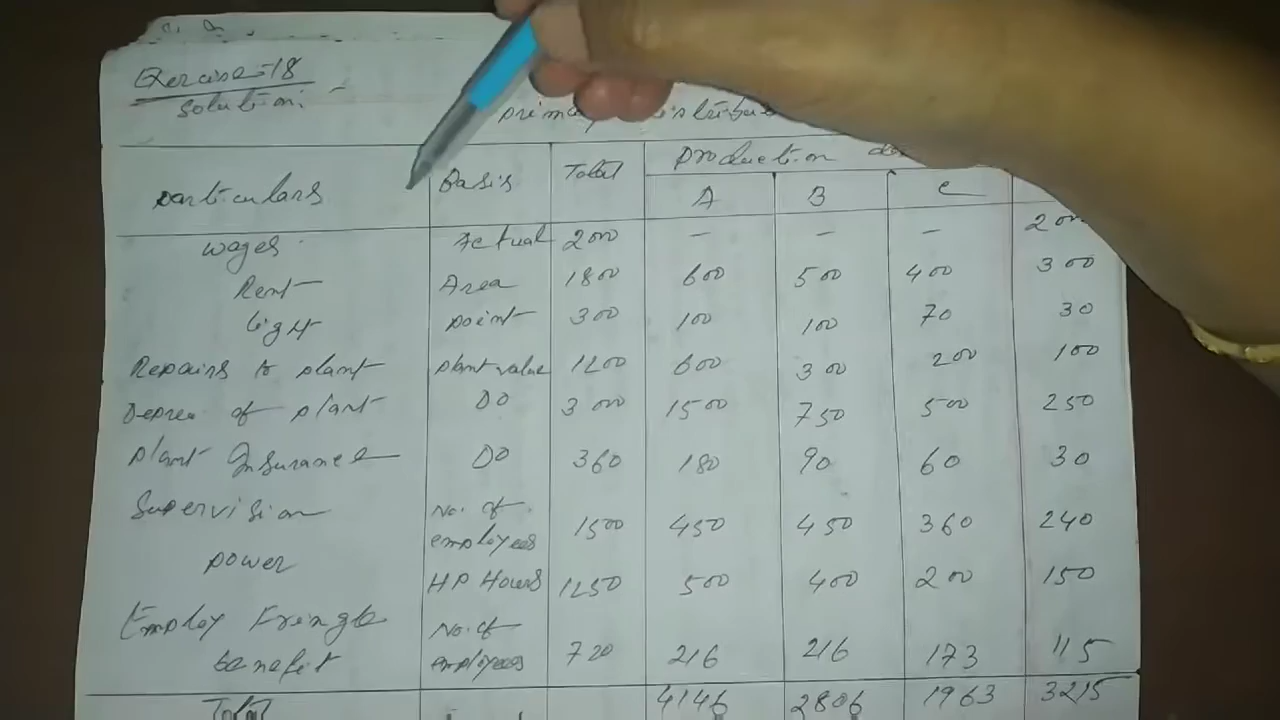 Exercise-18
Solution:
Production
Particulars Basis Total A B C
Wages Actual 2000 — — — 2000
Rent Area 1800 600 500 400 300
Light point 300 100 100 70 30
Repairs to plant plant value 1200 600 300 200 100
of plant DO 3000 1500 750 500 250
plant Insurance DO 360 180 90 60 30
Supervision No. of employees 1500 450 450 360 240
power HP Hours 1250 500 400 200 150
Employ Fringe benefit No. of employees 720 216 216 173 115
Total 4146 2806 1963 3215